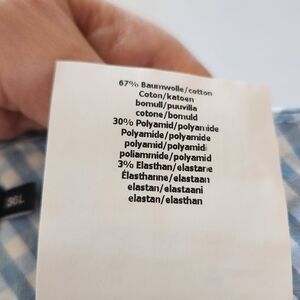 67% Baumwolle/cotton
Coton/katoen
bomull/puuvilla
cotone/bomuld
30% Polyamid/polyamide
Polyamide/polyamide
polyamid/polyamidi
poliammide/polyamid
3% Elasthan/elastane
Élasthanne/elastaan
elastan/elastaani
elastan/elasthan
36L